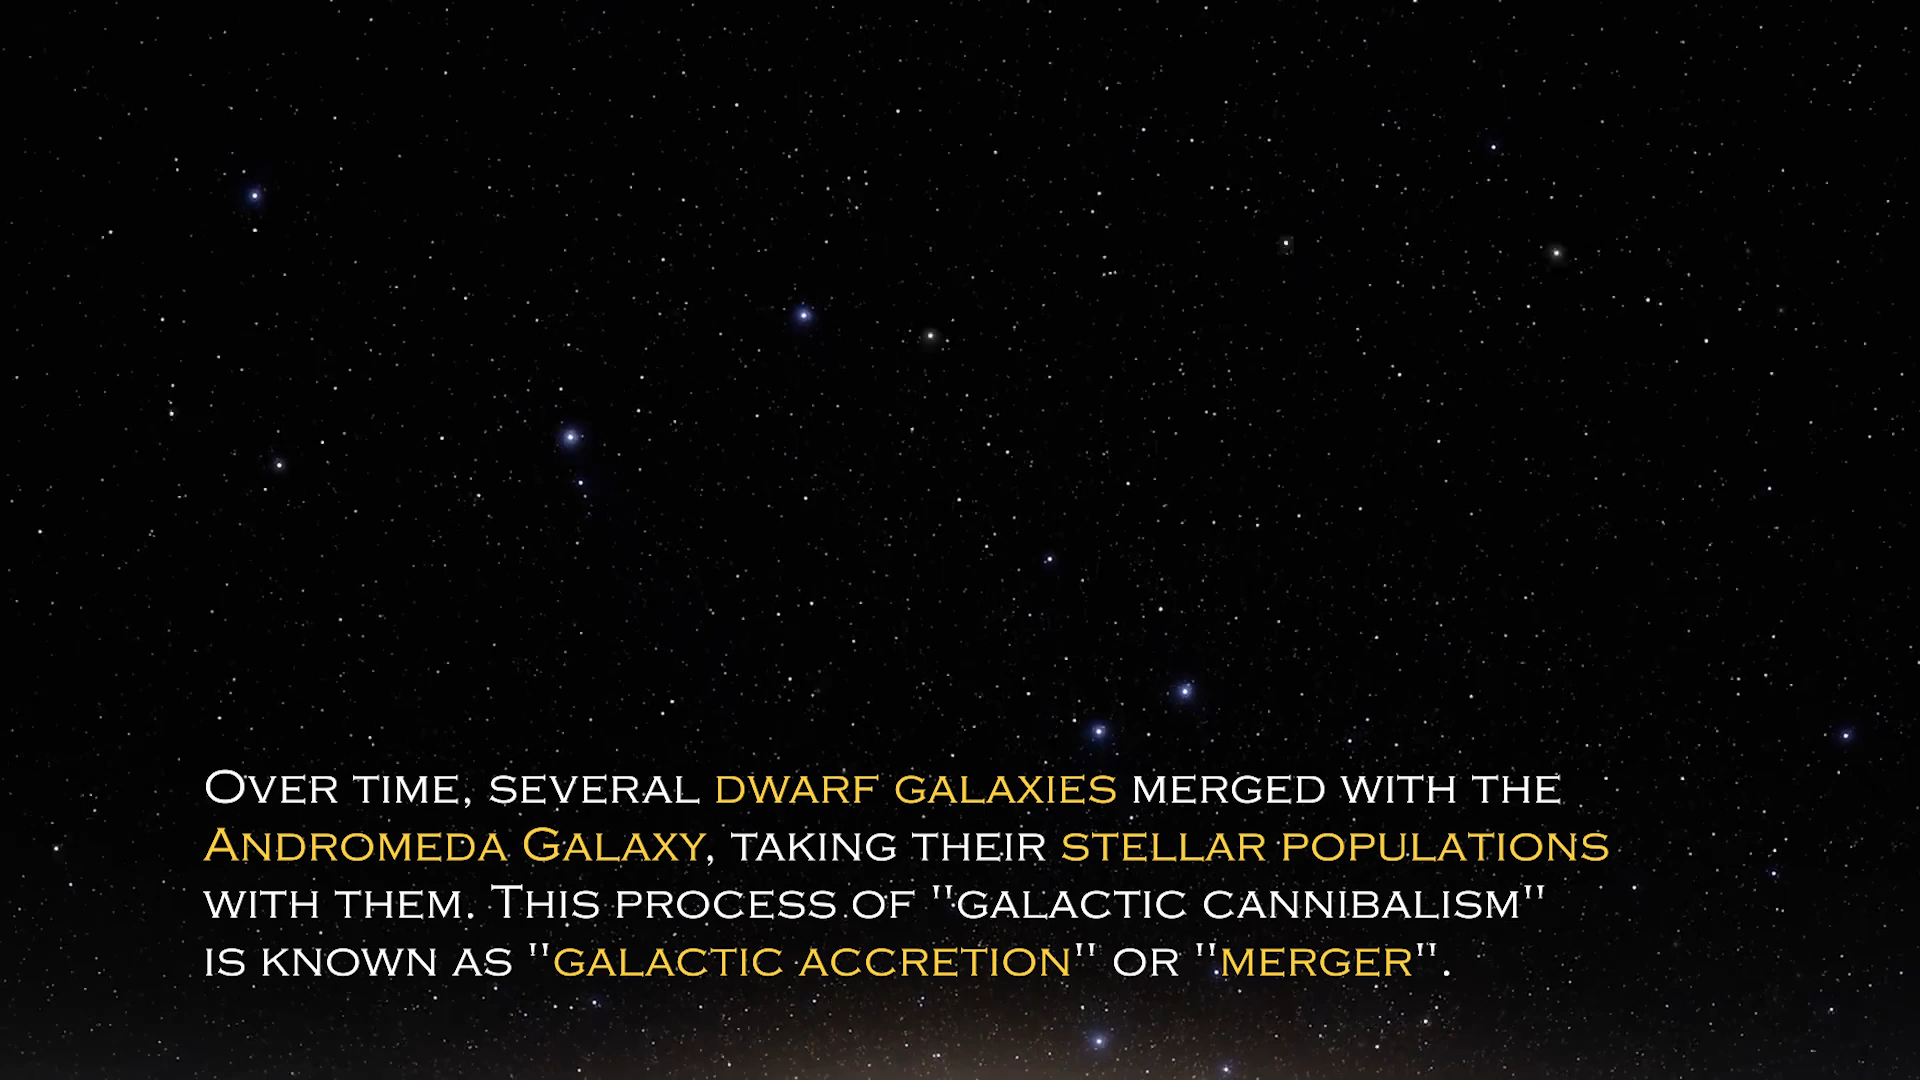 Over time, several dwarf galaxies merged with the
Andromeda Galaxy, taking their stellar populations
with them. This process of "galactic cannibalism"
is known as "galactic accretion" or "merger".